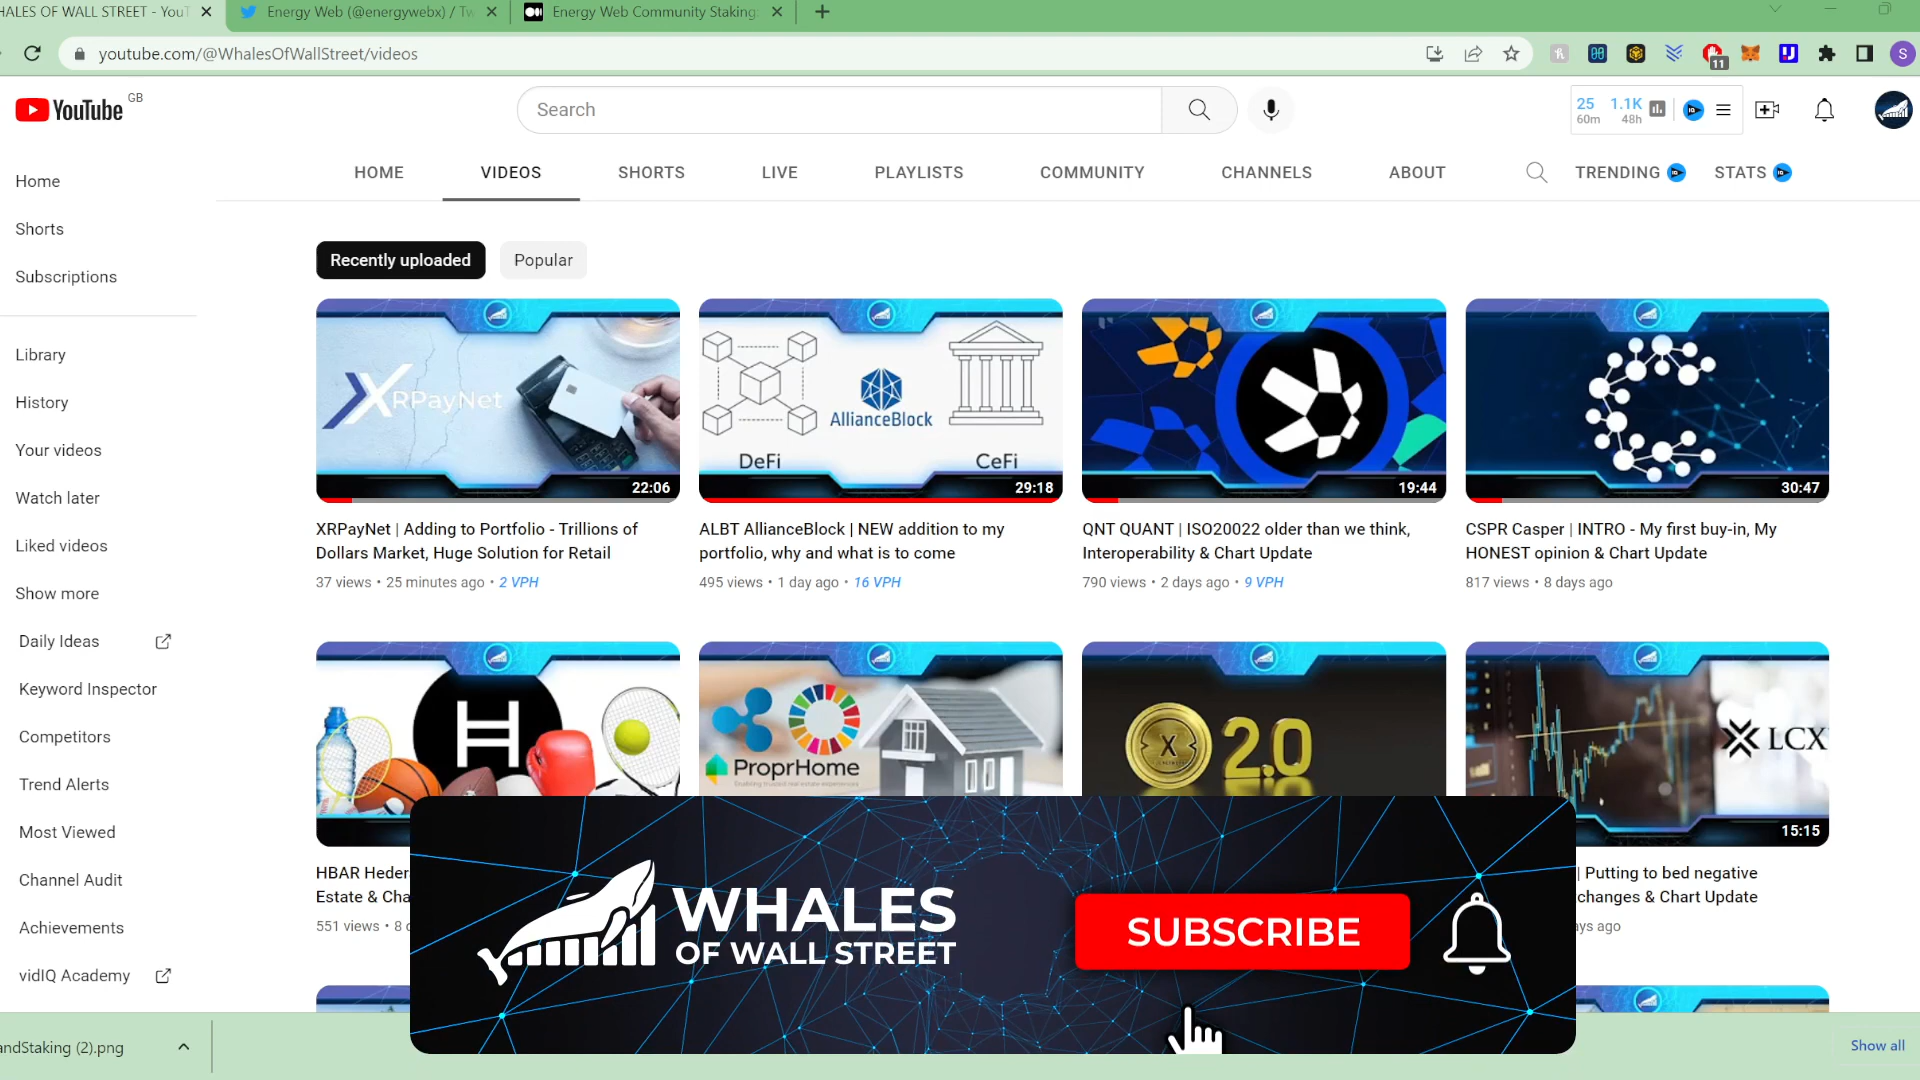 HALES OF WALL STREET - YouT
Energy Web (@energywebx) / Tw
Energy Web Community Staking
youtube.com/@WhalesOfWallStreet/videos
11
S
YouTube GB
Search
25 60m
1.1K 48h
HOME
VIDEOS
SHORTS
LIVE
PLAYLISTS
COMMUNITY
CHANNELS
ABOUT
TRENDING
STATS
Home
Shorts
Subscriptions
Library
History
Your videos
Watch later
Liked videos
Show more
Daily Ideas
Keyword Inspector
Competitors
Trend Alerts
Most Viewed
Channel Audit
Achievements
vidIQ Academy
Recently uploaded
Popular
XRPayNet
22:06
XRPayNet | Adding to Portfolio - Trillions of
Dollars Market, Huge Solution for Retail
37 views • 25 minutes ago • 2 VPH
AllianceBlock
DeFi
CeFi
29:18
ALBT AllianceBlock | NEW addition to my
portfolio, why and what is to come
495 views • 1 day ago • 16 VPH
19:44
QNT QUANT | ISO20022 older than we think,
Interoperability & Chart Update
790 views • 2 days ago • 9 VPH
30:47
CSPR Casper | INTRO - My first buy-in, My
HONEST opinion & Chart Update
817 views • 8 days ago
H
HBAR Heder
Estate & Cha
551 views • 8 d
ProprHome
X 2.0
LCX
15:15
| Putting to bed negative
changes & Chart Update
ays ago
WHALES
OF WALL STREET
SUBSCRIBE
andStaking (2).png
Show all